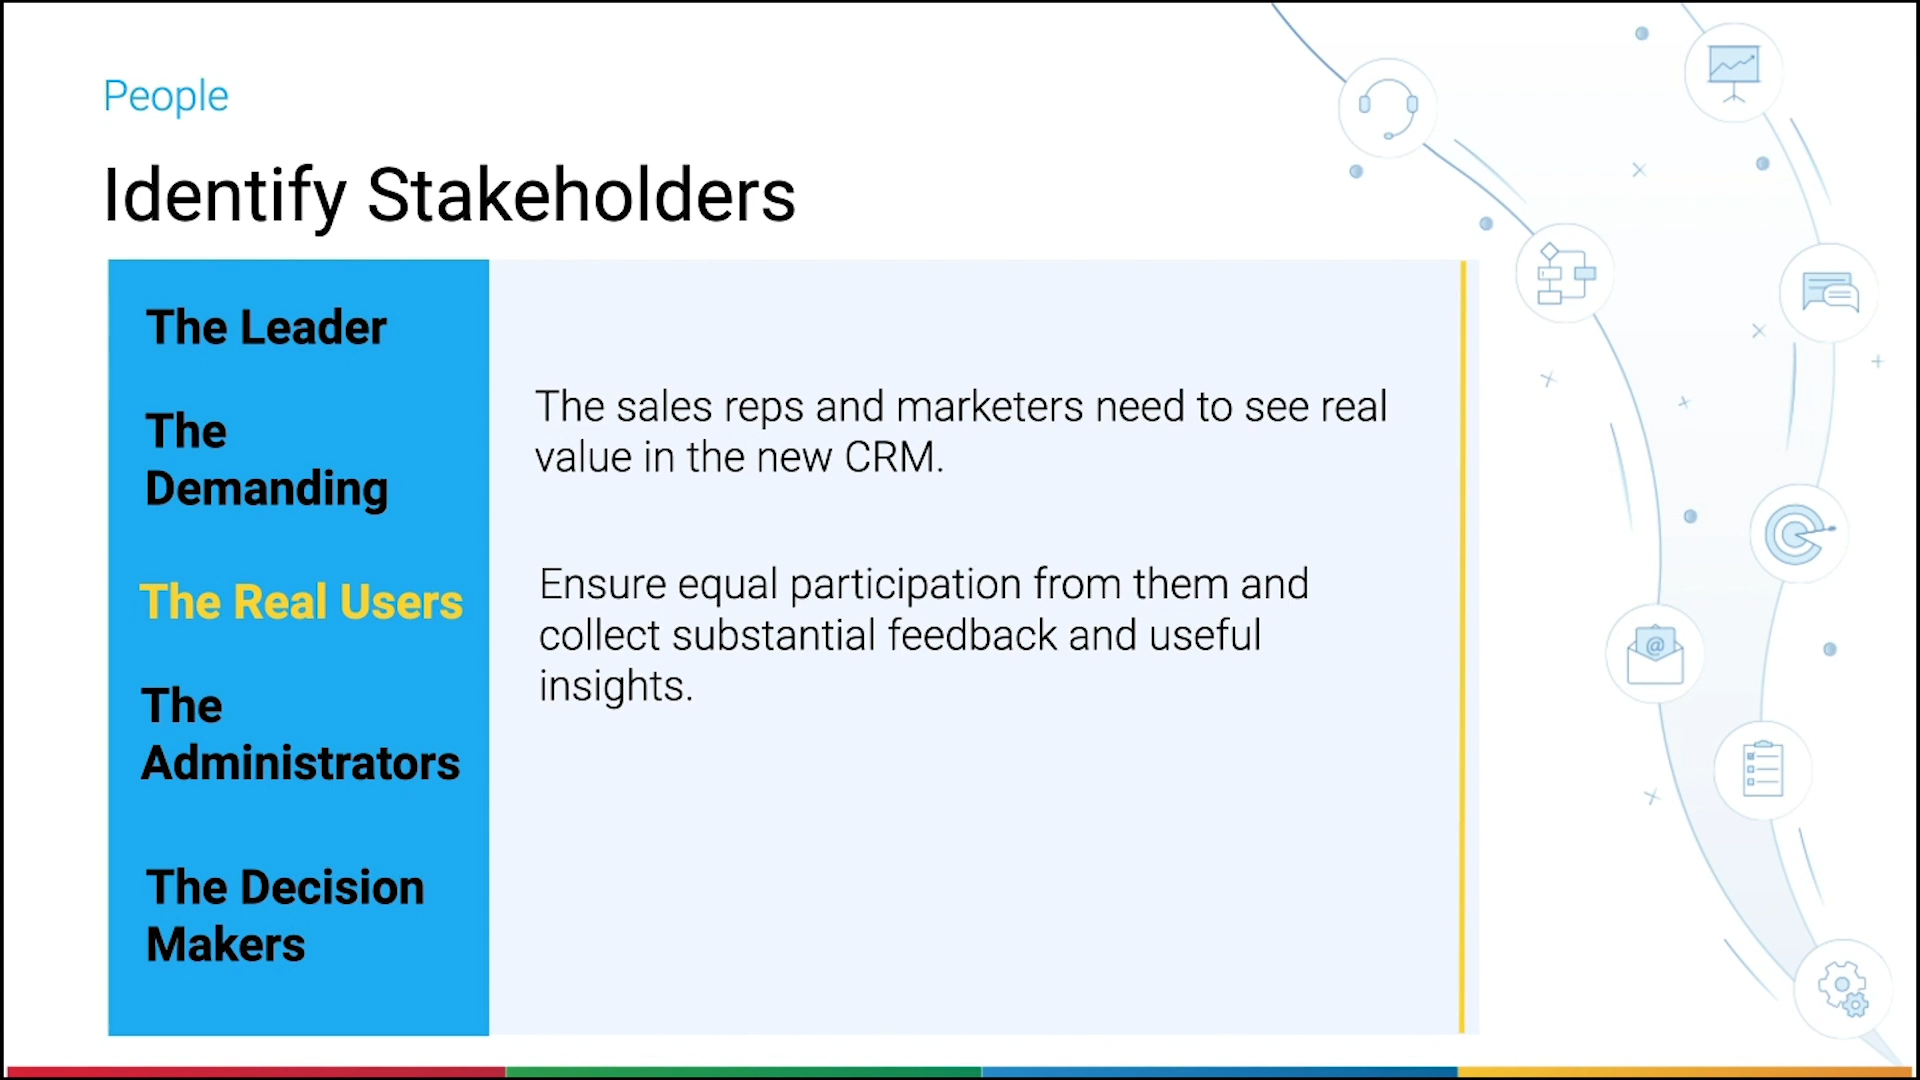 People
Identify Stakeholders
The Leader
The
Demanding
The Real Users
The
Administrators
The Decision
Makers
The sales reps and marketers need to see real
value in the new CRM.
Ensure equal participation from them and
collect substantial feedback and useful
insights.
@